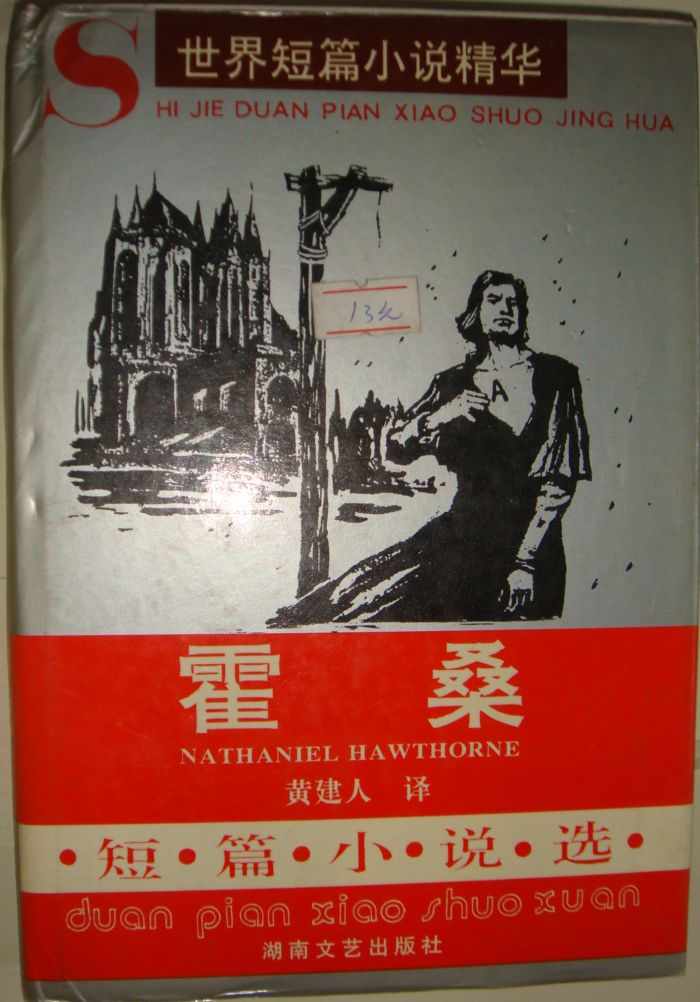 S
世界短篇小说精华
HI JIE DUAN PIAN XIAO SHUO JING HUA
13元
A
霍桑
NATHANIEL HAWTHORNE
黄建人 译
·短·篇·小·说·选·
duan pian xiao shuo xuan
湖南文艺出版社